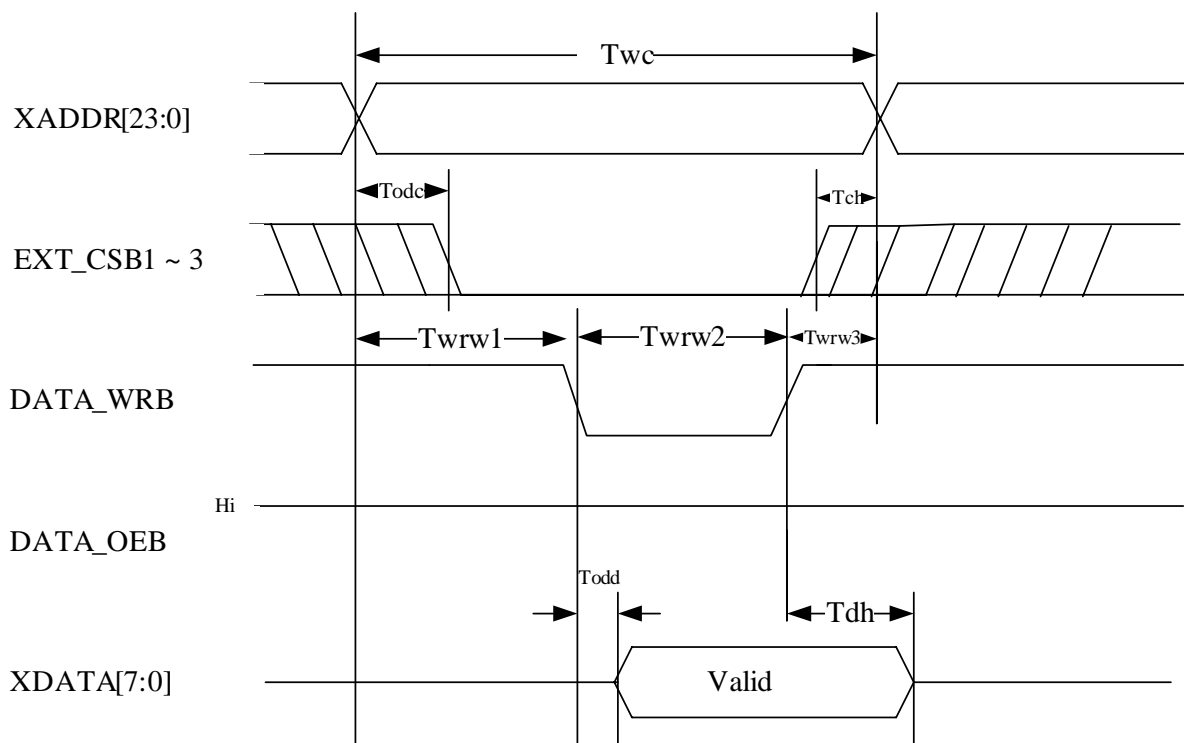 Twc
XADDR[23:0]
Todc
Tch
EXT_CSB1 ~ 3
Twrw1
Twrw2
Twrw3
DATA_WRB
Hi
DATA_OEB
Todd
Tdh
XDATA[7:0]
Valid